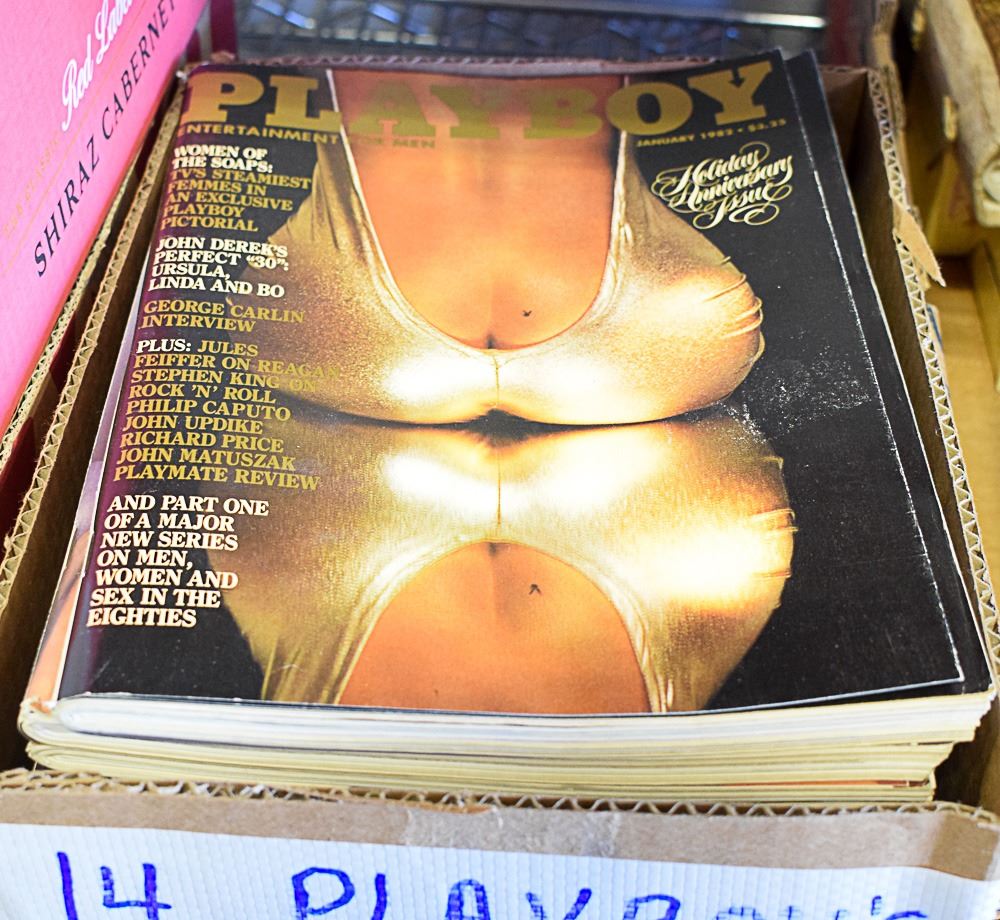 Red Label
SHIRAZ CABERNET
PLAYBOY
ENTERTAINMENT FOR MEN
JANUARY 1982 • $3.25
Holiday
Anniversary
Issue
WOMEN OF
THE SOAPS:
TV'S STEAMIEST
FEMMES IN
AN EXCLUSIVE
PLAYBOY
PICTORIAL
JOHN DEREK'S
PERFECT "30":
URSULA,
LINDA AND BO
GEORGE CARLIN
INTERVIEW
PLUS: JULES
FEIFFER ON REAGAN
STEPHEN KING ON
ROCK 'N' ROLL
PHILIP CAPUTO
JOHN UPDIKE
RICHARD PRICE
JOHN MATUSZAK
PLAYMATE REVIEW
AND PART ONE
OF A MAJOR
NEW SERIES
ON MEN,
WOMEN AND
SEX IN THE
EIGHTIES
14 PLAYBOY'S